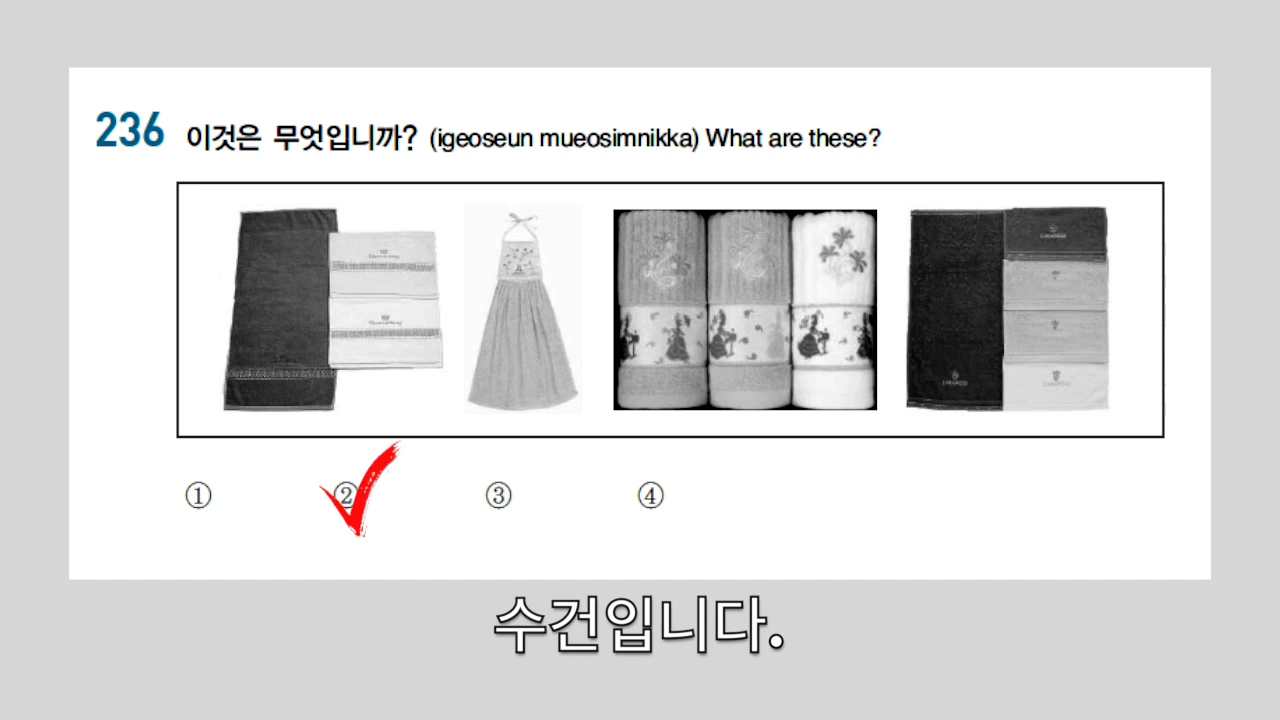 236 이것은 무엇입니까? (igeoseun mueosimnikka) What are these?
① ② ③ ④
수건입니다.